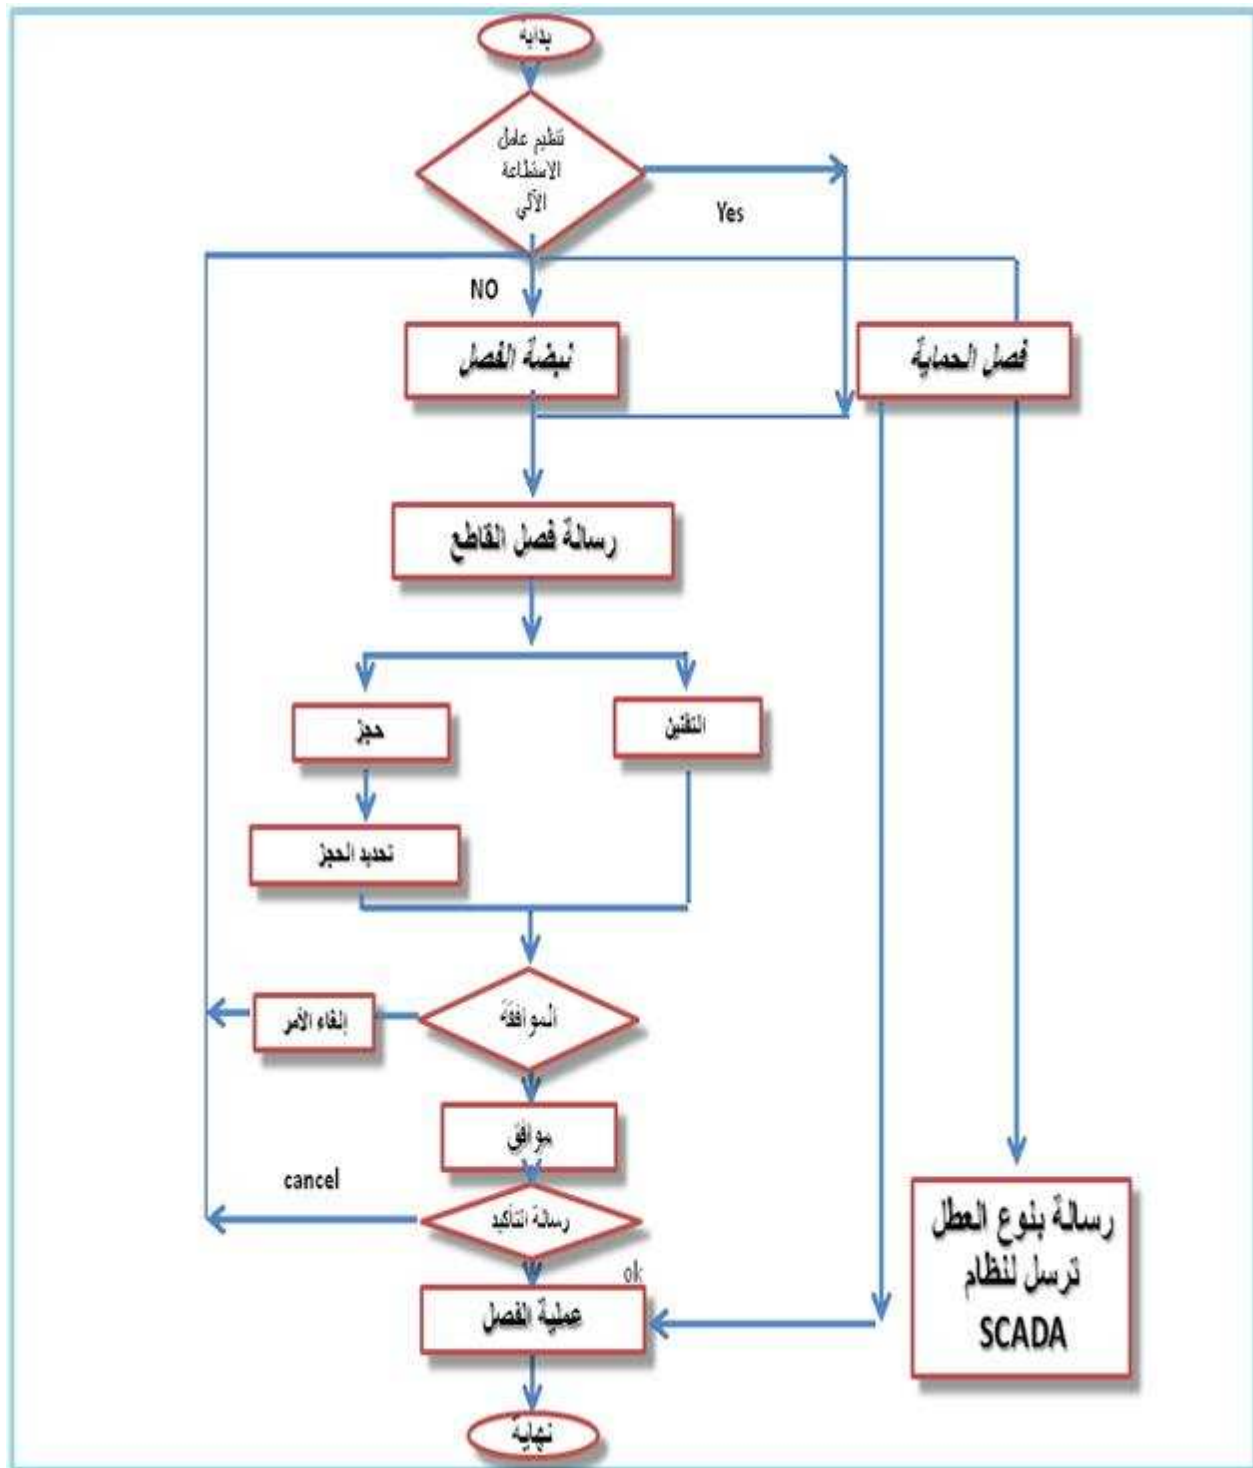 بداية
تنظيم عامل
الاستطاعة
الآلي
Yes
NO
نبضة الفصل
فصل الحماية
رسالة فصل القاطع
حجز
التقنين
تحديد الحجز
الموافقة
إلغاء الأمر
موافق
cancel
رسالة التأكيد
ok
عملية الفصل
رسالة بنوع العطل
ترسل لنظام
SCADA
نهاية